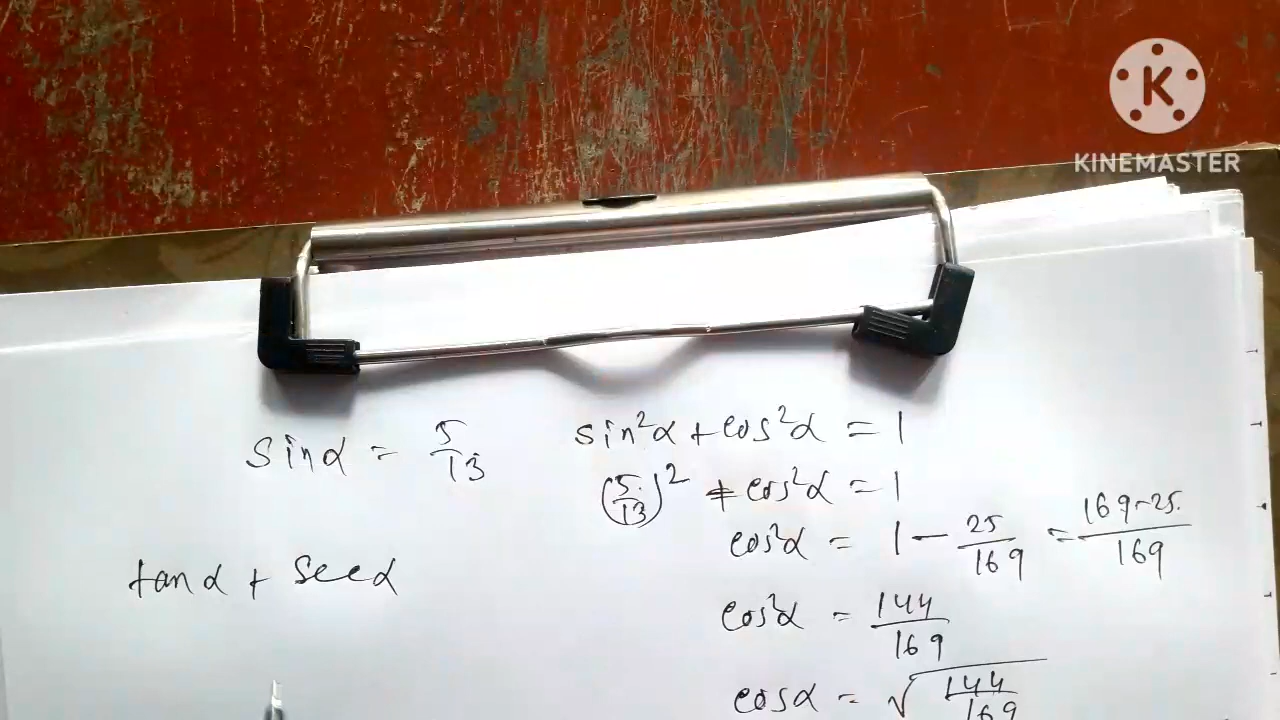 K
KINEMASTER
sinα = 5/13
tanα + secα
sin²α + cos²α = 1
(5/13)² + cos²α = 1
cos²α = 1 - 25/169 = 169-25/169
cos²α = 144/169
cosα = √144/169